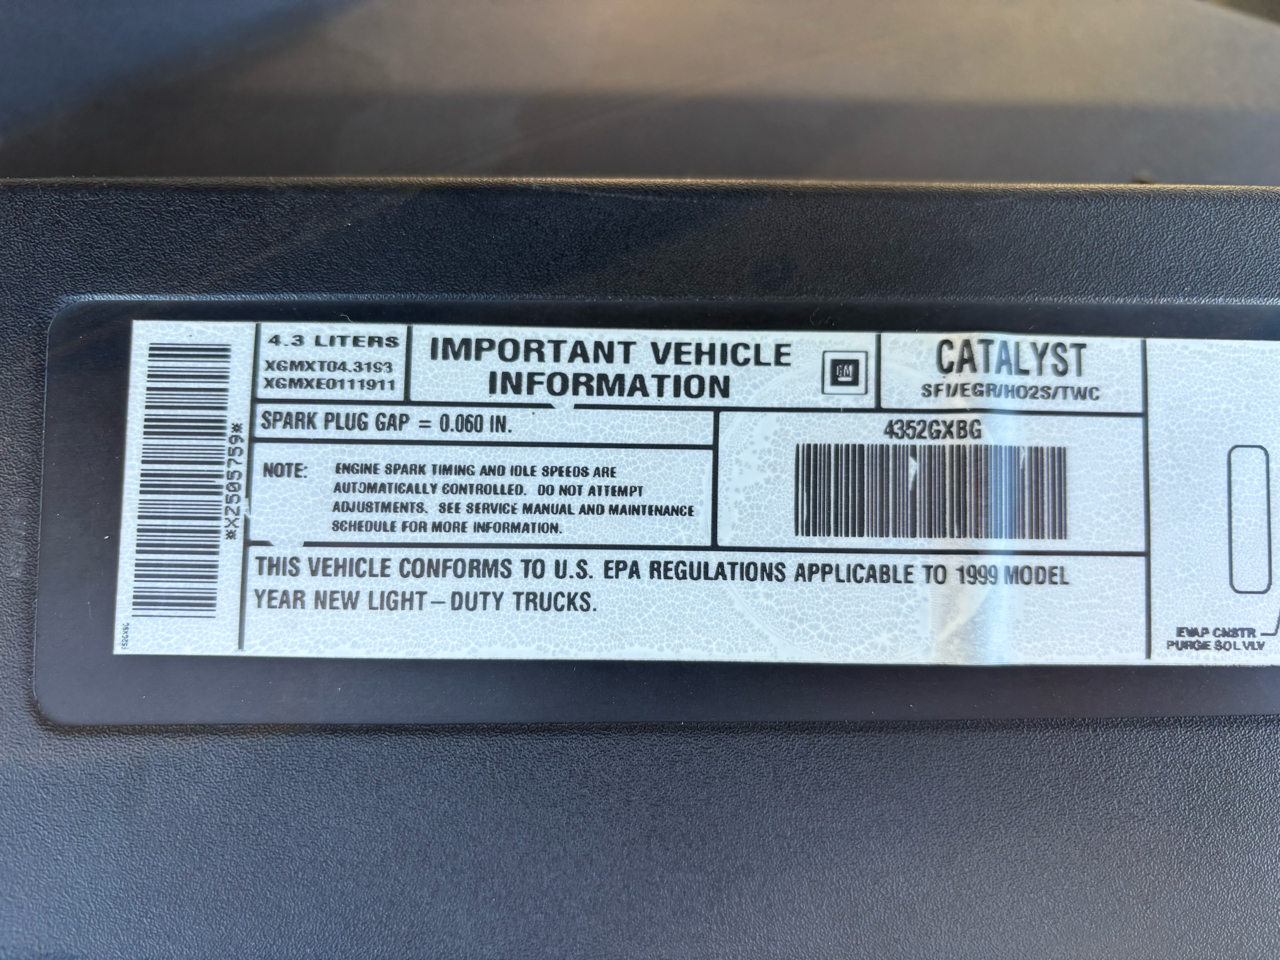 *XZ505759*
4.3 LITERS
XGMXT04.3193
XGMXE0111911
IMPORTANT VEHICLE
INFORMATION
GM
CATALYST
SFI/EGR/HO2S/TWC
SPARK PLUG GAP = 0.060 IN.
4352GXBG
NOTE: ENGINE SPARK TIMING AND IDLE SPEEDS ARE
AUTOMATICALLY CONTROLLED. DO NOT ATTEMPT
ADJUSTMENTS. SEE SERVICE MANUAL AND MAINTENANCE
SCHEDULE FOR MORE INFORMATION.
THIS VEHICLE CONFORMS TO U.S. EPA REGULATIONS APPLICABLE TO 1999 MODEL
YEAR NEW LIGHT-DUTY TRUCKS.
EVAP CNSTR
PURGE SOL VLV